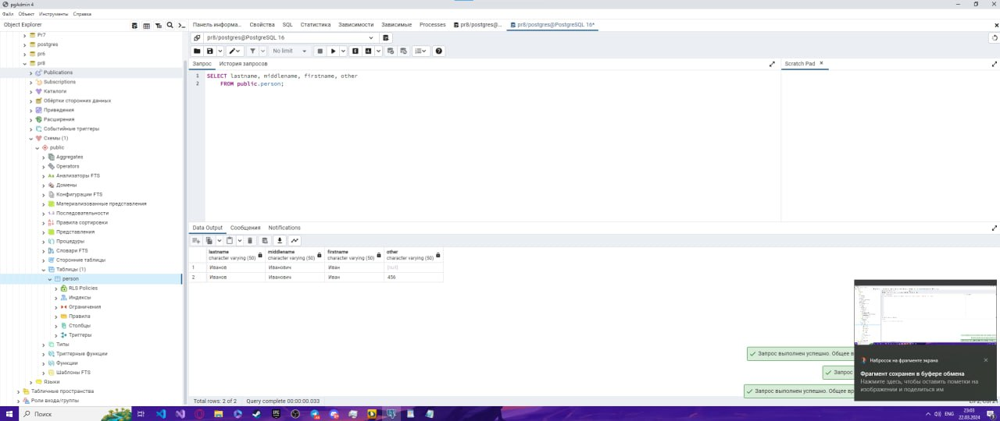 pgAdmin 4
Файл Объект Инструменты Справка
Object Explorer
Панель информа... Свойства SQL Статистика Зависимости Зависимые Processes pr8/postgres@... pr8/postgres@PostgreSQL 16*
pr8/postgres@PostgreSQL 16
No limit
Запрос История запросов
Scratch Pad
1 SELECT lastname, middlename, firstname, other
2 FROM public.person;
Pr7
postgres
pr6
pr8
Publications
Subscriptions
Каталоги
Обёртки сторонних данных
Приведения
Расширения
Событийные триггеры
Схемы (1)
public
Aggregates
Operators
Анализаторы FTS
Домены
Конфигурации FTS
Материализованные представления
Последовательности
Правила сортировки
Представления
Процедуры
Словари FTS
Сторонние таблицы
Таблицы (1)
person
RLS Policies
Индексы
Ограничения
Правила
Столбцы
Триггеры
Типы
Триггерные функции
Функции
Шаблоны FTS
Языки
Табличные пространства
Роли входа/группы
Data Output Сообщения Notifications
lastname middlename firstname other
character varying (50) character varying (50) character varying (50) character varying (50)
1 Иванов Иванович Иван [null]
2 Иванов Иванович Иван 456
Запрос выполнен успешно. Общее в
Запрос
Запрос выполнен успешно. Общее вр
Набросок на фрагменте экрана
Фрагмент сохранен в буфере обмена
Нажмите здесь, чтобы оставить пометки на
изображении и поделиться им
Total rows: 2 of 2 Query complete 00:00:00.033
Поиск
ENG
23:03
22.03.2024